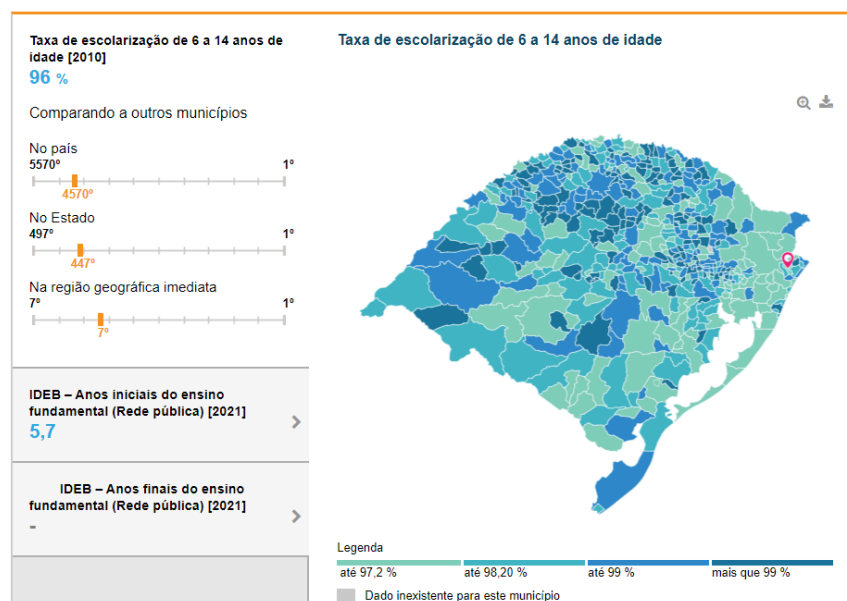 Taxa de escolarização de 6 a 14 anos de
idade [2010]
96 %
Comparando a outros municípios
No país
5570º 1º
4570º
No Estado
497º 1º
447º
Na região geográfica imediata
7º 1º
7º
IDEB – Anos iniciais do ensino
fundamental (Rede pública) [2021]
5,7
IDEB – Anos finais do ensino
fundamental (Rede pública) [2021]
-
Taxa de escolarização de 6 a 14 anos de idade
Legenda
até 97,2 % até 98,20 % até 99 % mais que 99 %
Dado inexistente para este município